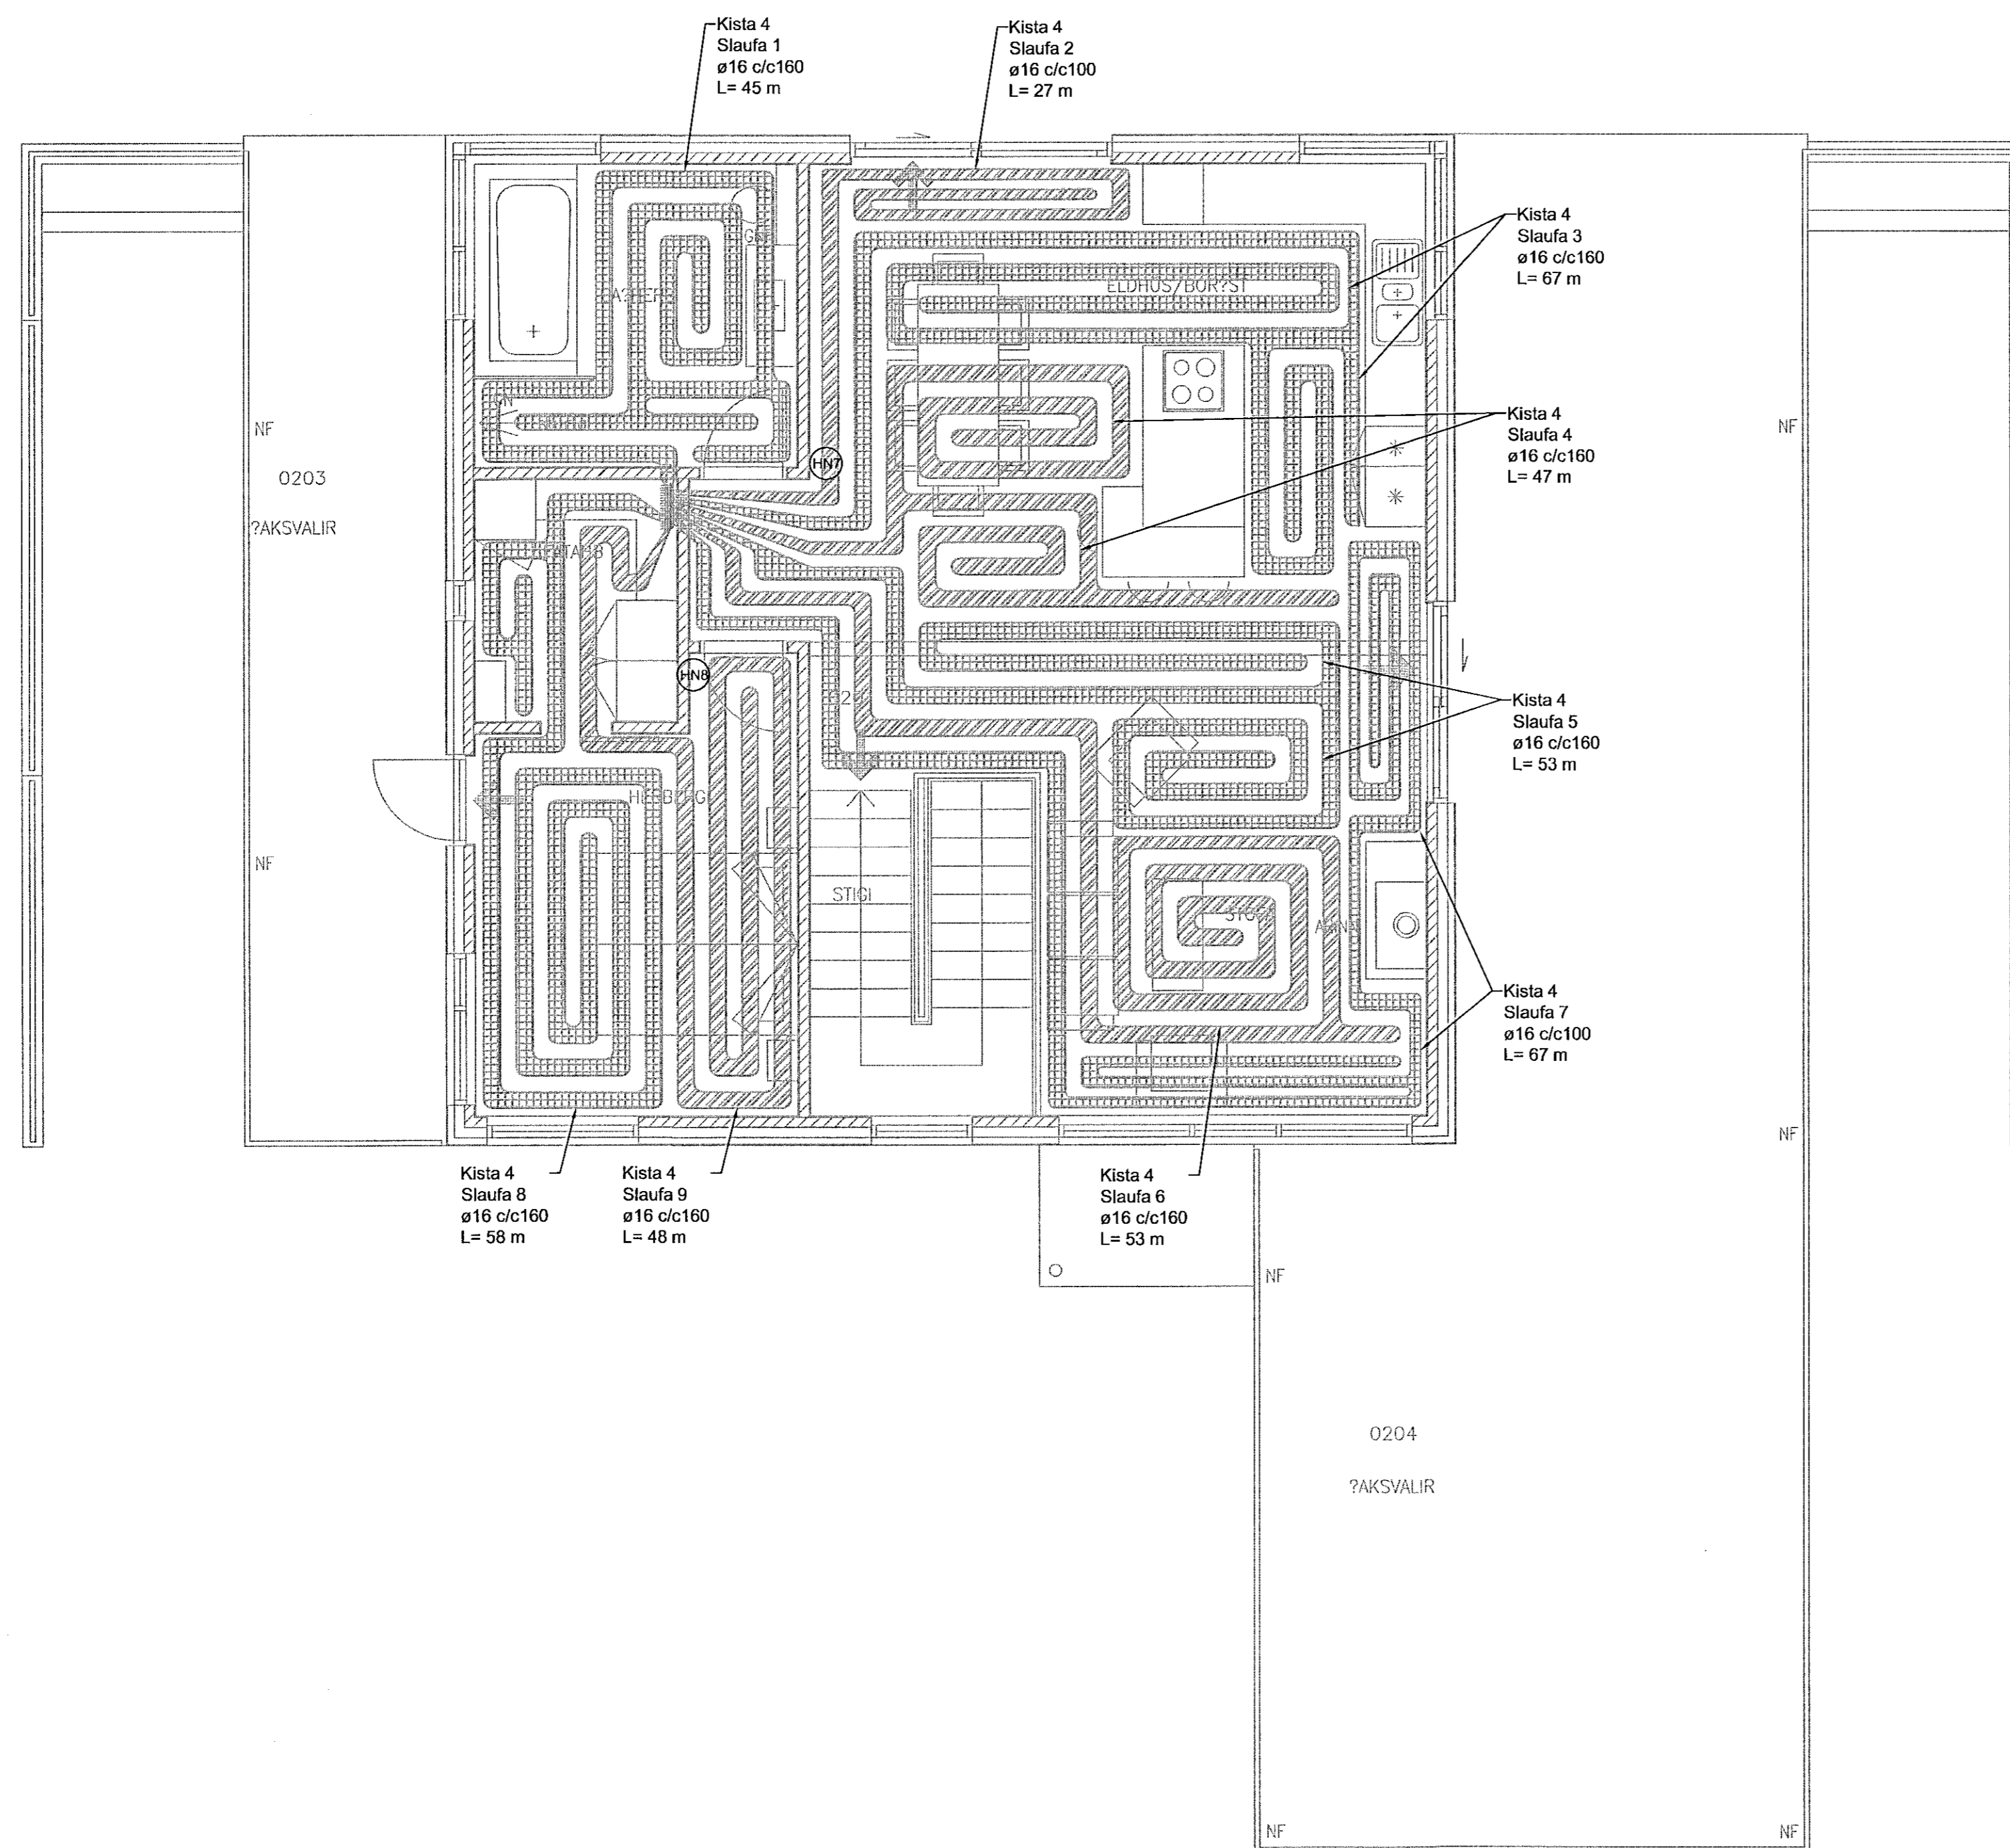 Kista 4
Slaufa 1
ø16 c/c160
L= 45 m
Kista 4
Slaufa 2
ø16 c/c100
L= 27 m
Kista 4
Slaufa 3
ø16 c/c160
L= 67 m
ELDHUS/BOR?ST
Kista 4
Slaufa 4
ø16 c/c160
L= 47 m
NF
NF
HN7
0203
?AKSVALIR
HN8
Kista 4
Slaufa 5
ø16 c/c160
L= 53 m
NF
STIGI
Kista 4
Slaufa 7
ø16 c/c100
L= 67 m
NF
Kista 4
Slaufa 8
ø16 c/c160
L= 58 m
Kista 4
Slaufa 9
ø16 c/c160
L= 48 m
Kista 4
Slaufa 6
ø16 c/c160
L= 53 m
NF
0204
?AKSVALIR
NF
NF